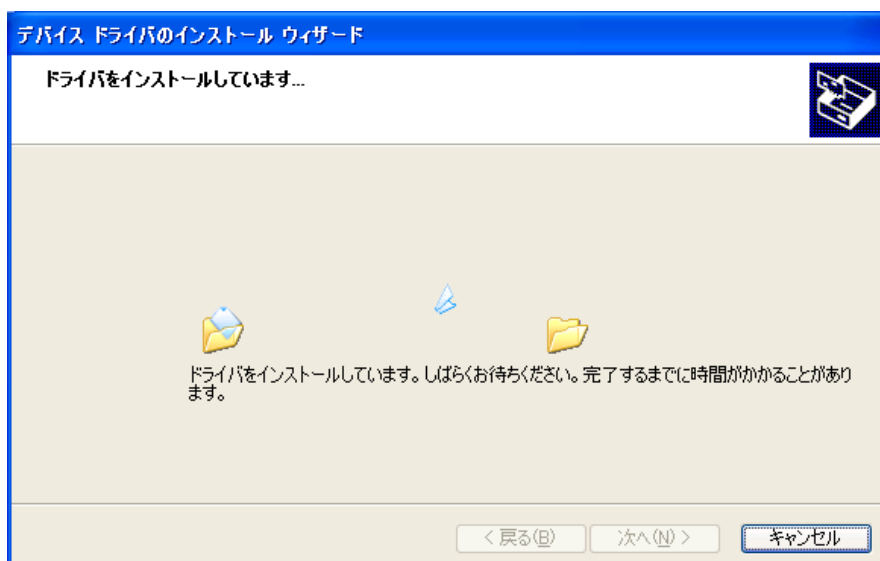 デバイス ドライバのインストール ウィザード
ドライバをインストールしています...
ドライバをインストールしています。しばらくお待ちください。完了するまでに時間がかかることがあり
ます。
< 戻る(B)
次へ(N) >
キャンセル